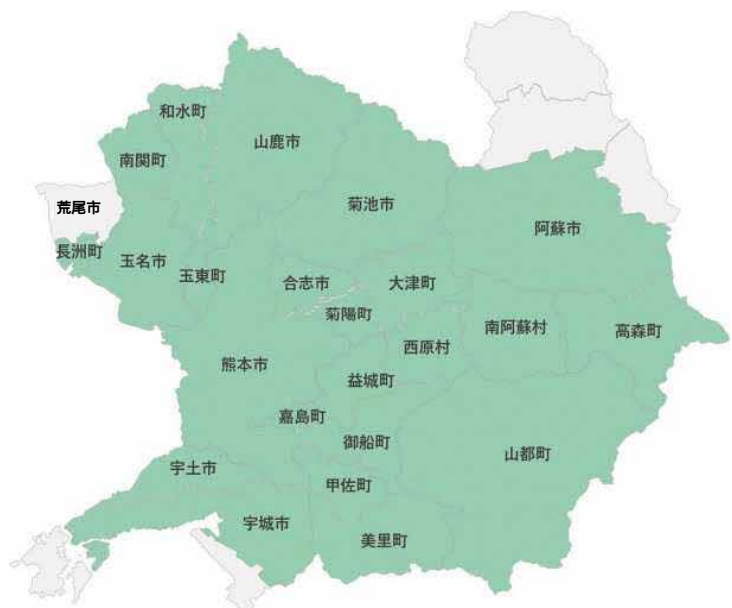 和水町
山鹿市
南関町
荒尾市
菊池市
阿蘇市
長洲町
玉名市
玉東町
合志市
大津町
菊陽町
南阿蘇村
高森町
西原村
熊本市
益城町
嘉島町
御船町
山都町
宇土市
甲佐町
宇城市
美里町